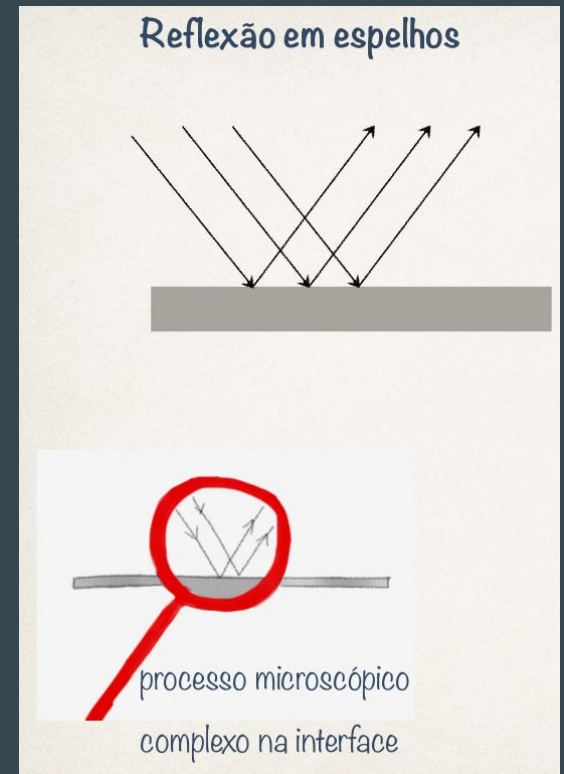 Reflexão em espelhos
processo microscópico
complexo na interface